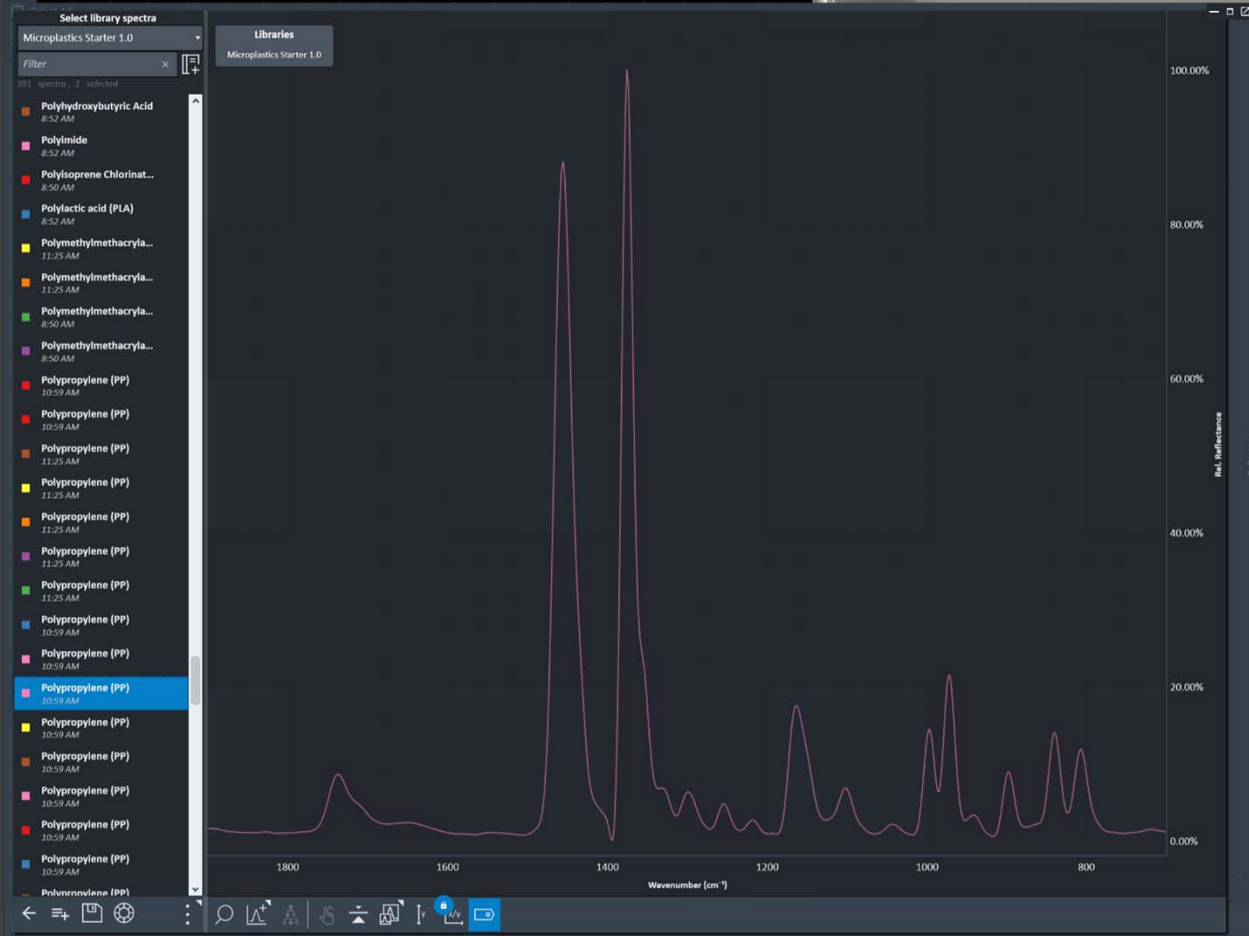 Select library spectra
Microplastics Starter 1.0
Filter
391 spectra, 1 selected
Polyhydroxybutyric Acid
8:52 AM
Polyimide
8:52 AM
Polyisoprene Chlorinat...
8:50 AM
Polylactic acid (PLA)
8:52 AM
Polymethylmethacryla...
11:25 AM
Polymethylmethacryla...
11:25 AM
Polymethylmethacryla...
8:50 AM
Polymethylmethacryla...
8:50 AM
Polypropylene (PP)
10:59 AM
Polypropylene (PP)
10:59 AM
Polypropylene (PP)
11:25 AM
Polypropylene (PP)
11:25 AM
Polypropylene (PP)
11:25 AM
Polypropylene (PP)
11:25 AM
Polypropylene (PP)
11:25 AM
Polypropylene (PP)
10:59 AM
Polypropylene (PP)
10:59 AM
Polypropylene (PP)
10:59 AM
Polypropylene (PP)
10:59 AM
Polypropylene (PP)
10:59 AM
Polypropylene (PP)
10:59 AM
Polypropylene (PP)
10:59 AM
Polypropylene (PP)
10:59 AM
Polypropylene (PP)
Libraries
Microplastics Starter 1.0
100.00%
80.00%
60.00%
40.00%
20.00%
0.00%
Rel. Reflectance
1800
1600
1400
1200
1000
800
Wavenumber (cm⁻¹)
Y
x/y